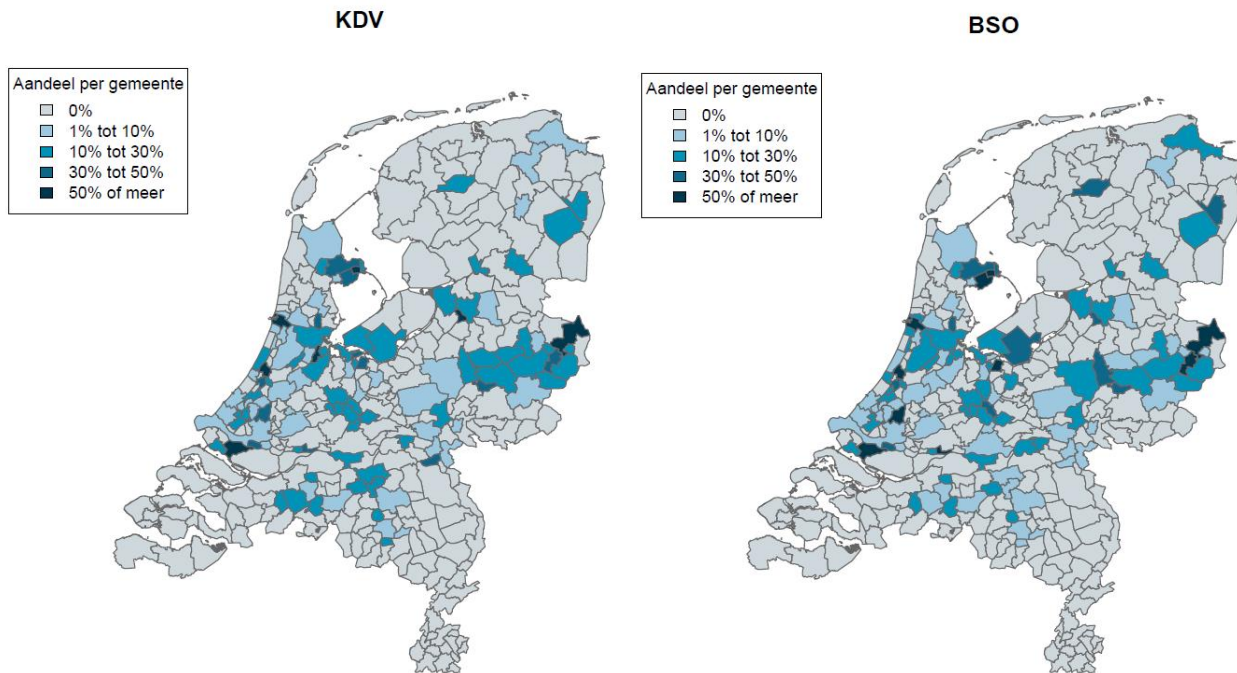 KDV
Aandeel per gemeente
0%
1% tot 10%
10% tot 30%
30% tot 50%
50% of meer
BSO
Aandeel per gemeente
0%
1% tot 10%
10% tot 30%
30% tot 50%
50% of meer